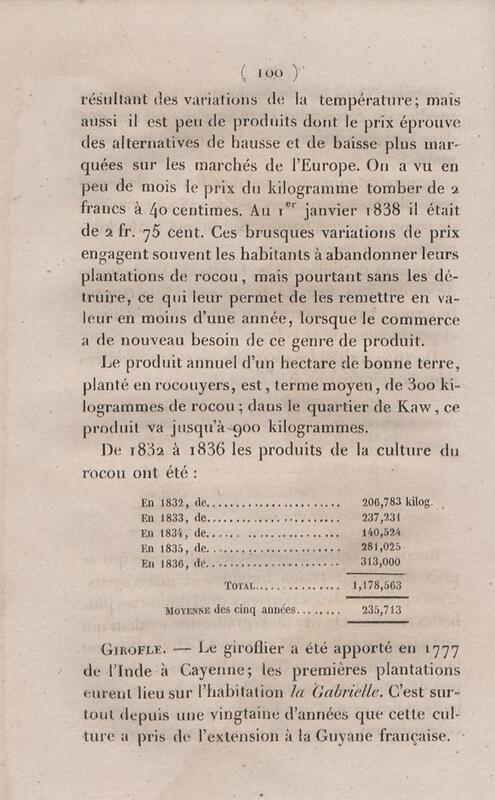 ( 100 )
résultant des variations de la température; mais
aussi il est peu de produits dont le prix éprouve
des alternatives de hausse et de baisse plus mar-
quées sur les marchés de l'Europe. On a vu en
peu de mois le prix du kilogramme tomber de 2
francs à 40 centimes. Au 1er janvier 1838 il était
de 2 fr. 75 cent. Ces brusques variations de prix
engagent souvent les habitants à abandonner leurs
plantations de rocou, mais pourtant sans les dé-
truire, ce qui leur permet de les remettre en va-
leur en moins d'une année, lorsque le commerce
a de nouveau besoin de ce genre de produit.
Le produit annuel d'un hectare de bonne terre,
planté en rocouyers, est, terme moyen, de 300 ki-
logrammes de rocou; dans le quartier de Kaw, ce
produit va jusqu'à 900 kilogrammes.
De 1832 à 1836 les produits de la culture du
rocou ont été :
En 1832, de........................ 206,783 kilog.
En 1833, de........................ 237,231
En 1834, de........................ 140,524
En 1835, de........................ 281,025
En 1836, de........................ 313,000
TOTAL............... 1,178,563
MOYENNE des cinq années........ 235,713
GIROFLE. — Le giroflier a été apporté en 1777
de l'Inde à Cayenne; les premières plantations
eurent lieu sur l'habitation la Gabrielle. C'est sur-
tout depuis une vingtaine d'années que cette cul-
ture a pris de l'extension à la Guyane française.